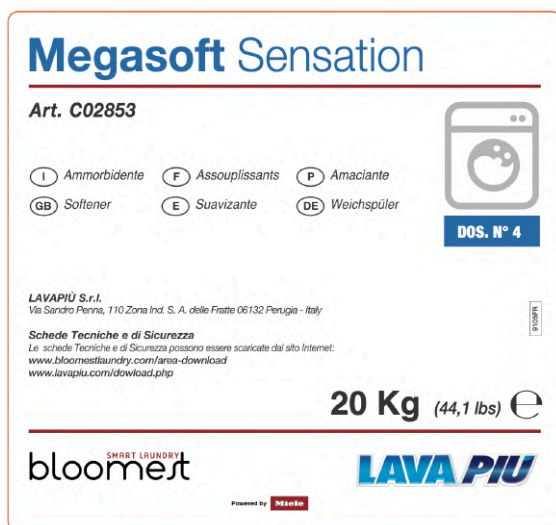 Megasoft Sensation
Art. C02853
I Ammorbidente F Assouplissants P Amaciante
GB Softener E Suavizante DE Weichspüler
DOS. N° 4
LAVAPIÙ S.r.l.
Via Sandro Penna, 110 Zona Ind. S. A. delle Fratte 06132 Perugia - Italy
9105FR
Schede Tecniche e di Sicurezza
Le schede Tecniche e di Sicurezza possono essere scaricate dal sito Internet:
www.bloomestlaundry.com/area-download
www.lavapiu.com/dowload.php
20 Kg (44,1 lbs) ℮
SMART LAUNDRY
bloomest
LAVA PIU
Powered by Miele